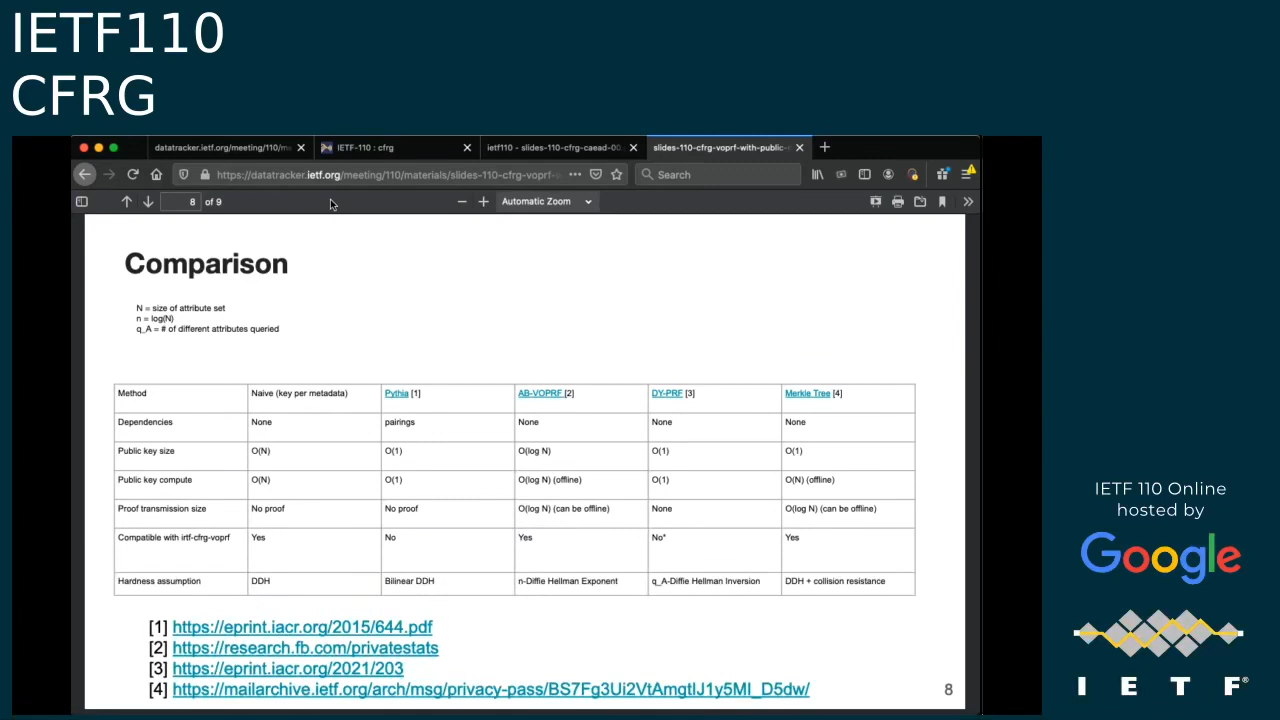 IETF110
CFRG
datatracker.ietf.org/meeting/110/m
IETF-110 : cfrg
ietf110 - slides-110-cfrg-caead-00
slides-110-cfrg-voprf-with-public-
https://datatracker.ietf.org/meeting/110/materials/slides-110-cfrg-voprf-
Search
8 of 9
Automatic Zoom
Comparison
N = size of attribute set
n = log(N)
q_A = # of different attributes queried
Method Naive (key per metadata) Pythia [1] AB-VOPRF [2] DY-PRF [3] Merkle Tree [4]
Dependencies None pairings None None None
Public key size O(N) O(1) O(log N) O(1) O(1)
Public key compute O(N) O(1) O(log N) (offline) O(1) O(N) (offline)
Proof transmission size No proof No proof O(log N) (can be offline) None O(log N) (can be offline)
Compatible with irtf-cfrg-voprf Yes No Yes No* Yes
Hardness assumption DDH Bilinear DDH n-Diffie Hellman Exponent q_A-Diffie Hellman Inversion DDH + collision resistance
[1] https://eprint.iacr.org/2015/644.pdf
[2] https://research.fb.com/privatestats
[3] https://eprint.iacr.org/2021/203
[4] https://mailarchive.ietf.org/arch/msg/privacy-pass/BS7Fg3Ui2VtAmgtIJ1y5MI_D5dw/
8
IETF 110 Online
hosted by
Google
I E T F®